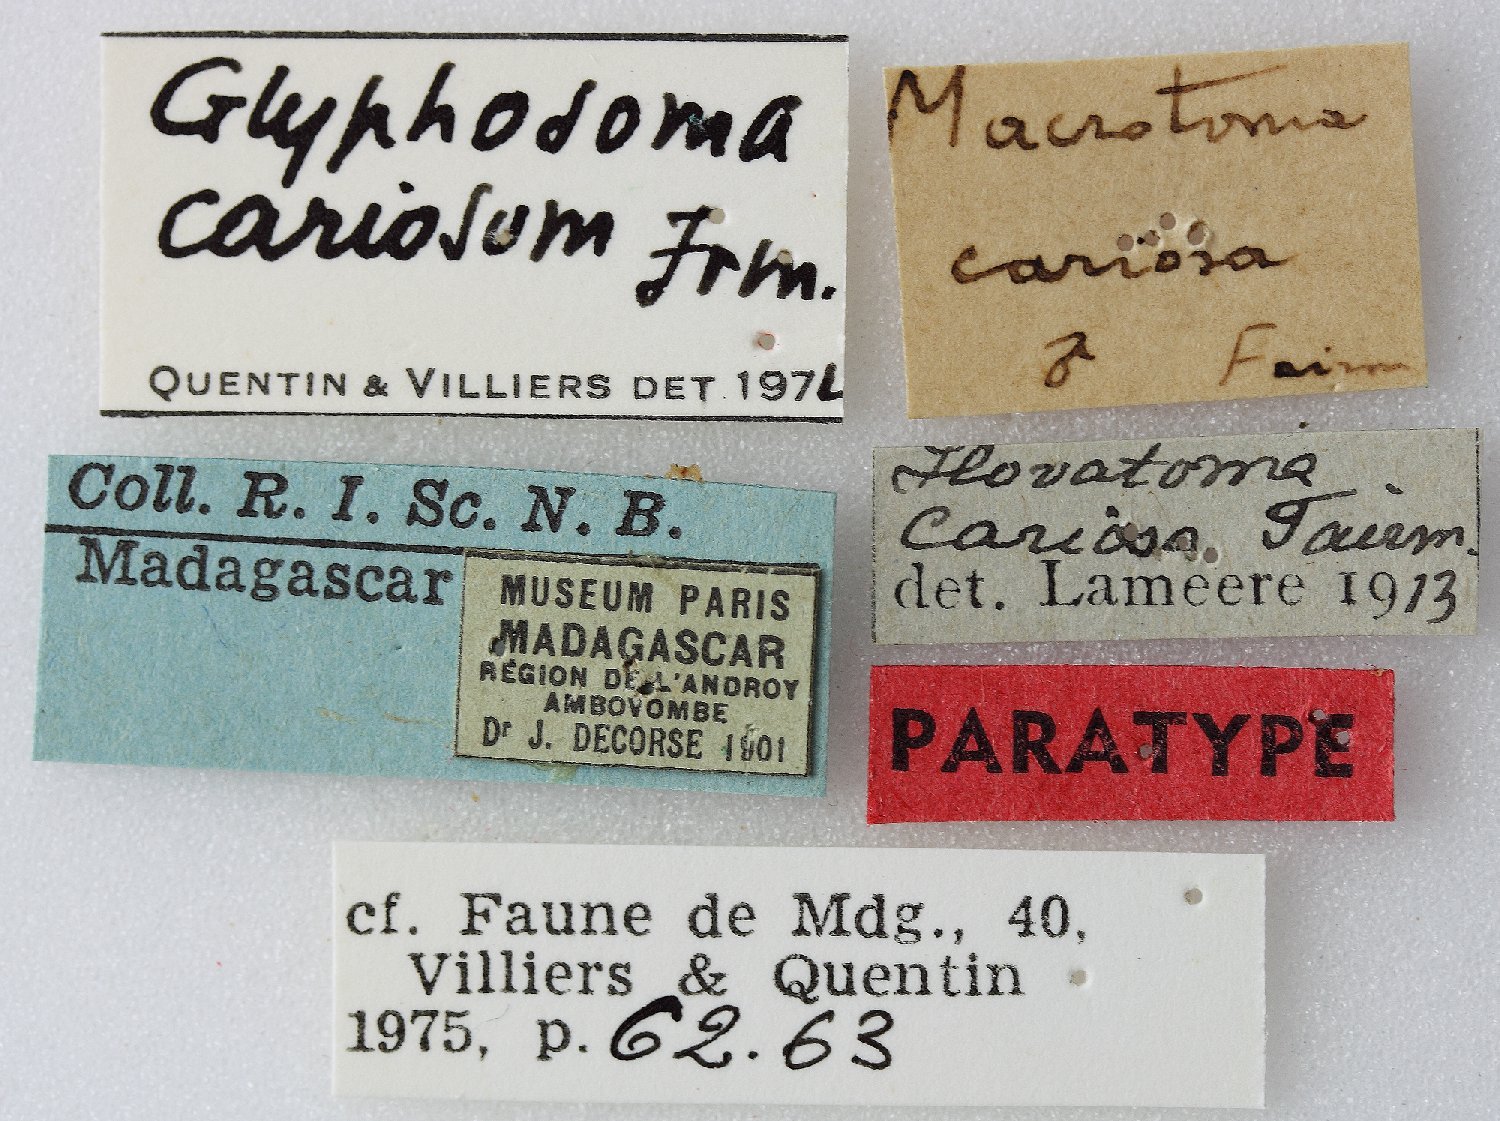 Glyphosoma
cariosum Frm.
QUENTIN & VILLIERS DET. 197
Macrotoma
cariosa
♂ Fairm
Coll. R. I. Sc. N. B.
Madagascar
MUSEUM PARIS
MADAGASCAR
RÉGION DE L'ANDROY
AMBOVOMBE
Dr J. DECORSE 1901
Hovatoma
cariosa Fairm.
det. Lameere 1913
PARATYPE
cf. Faune de Mdg., 40,
Villiers & Quentin
1975, p. 62.63